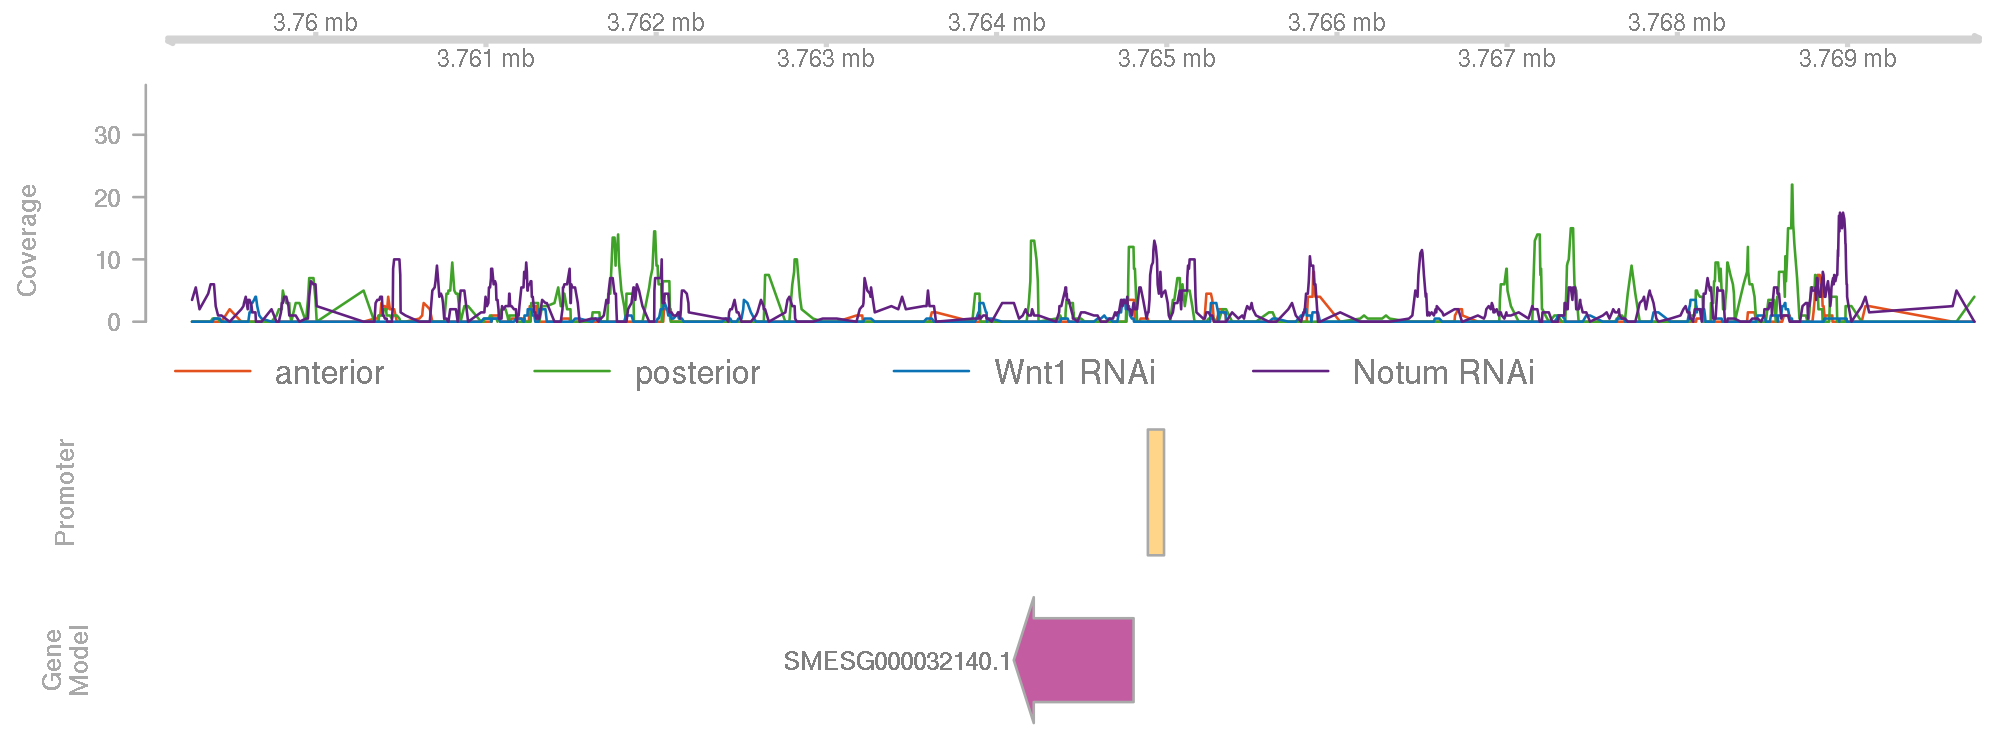 3.76 mb 3.762 mb 3.764 mb 3.766 mb 3.768 mb
3.761 mb 3.763 mb 3.765 mb 3.767 mb 3.769 mb
Coverage
30
20
10
0
anterior posterior Wnt1 RNAi Notum RNAi
Promoter
Gene
Model
SMESG000032140.1